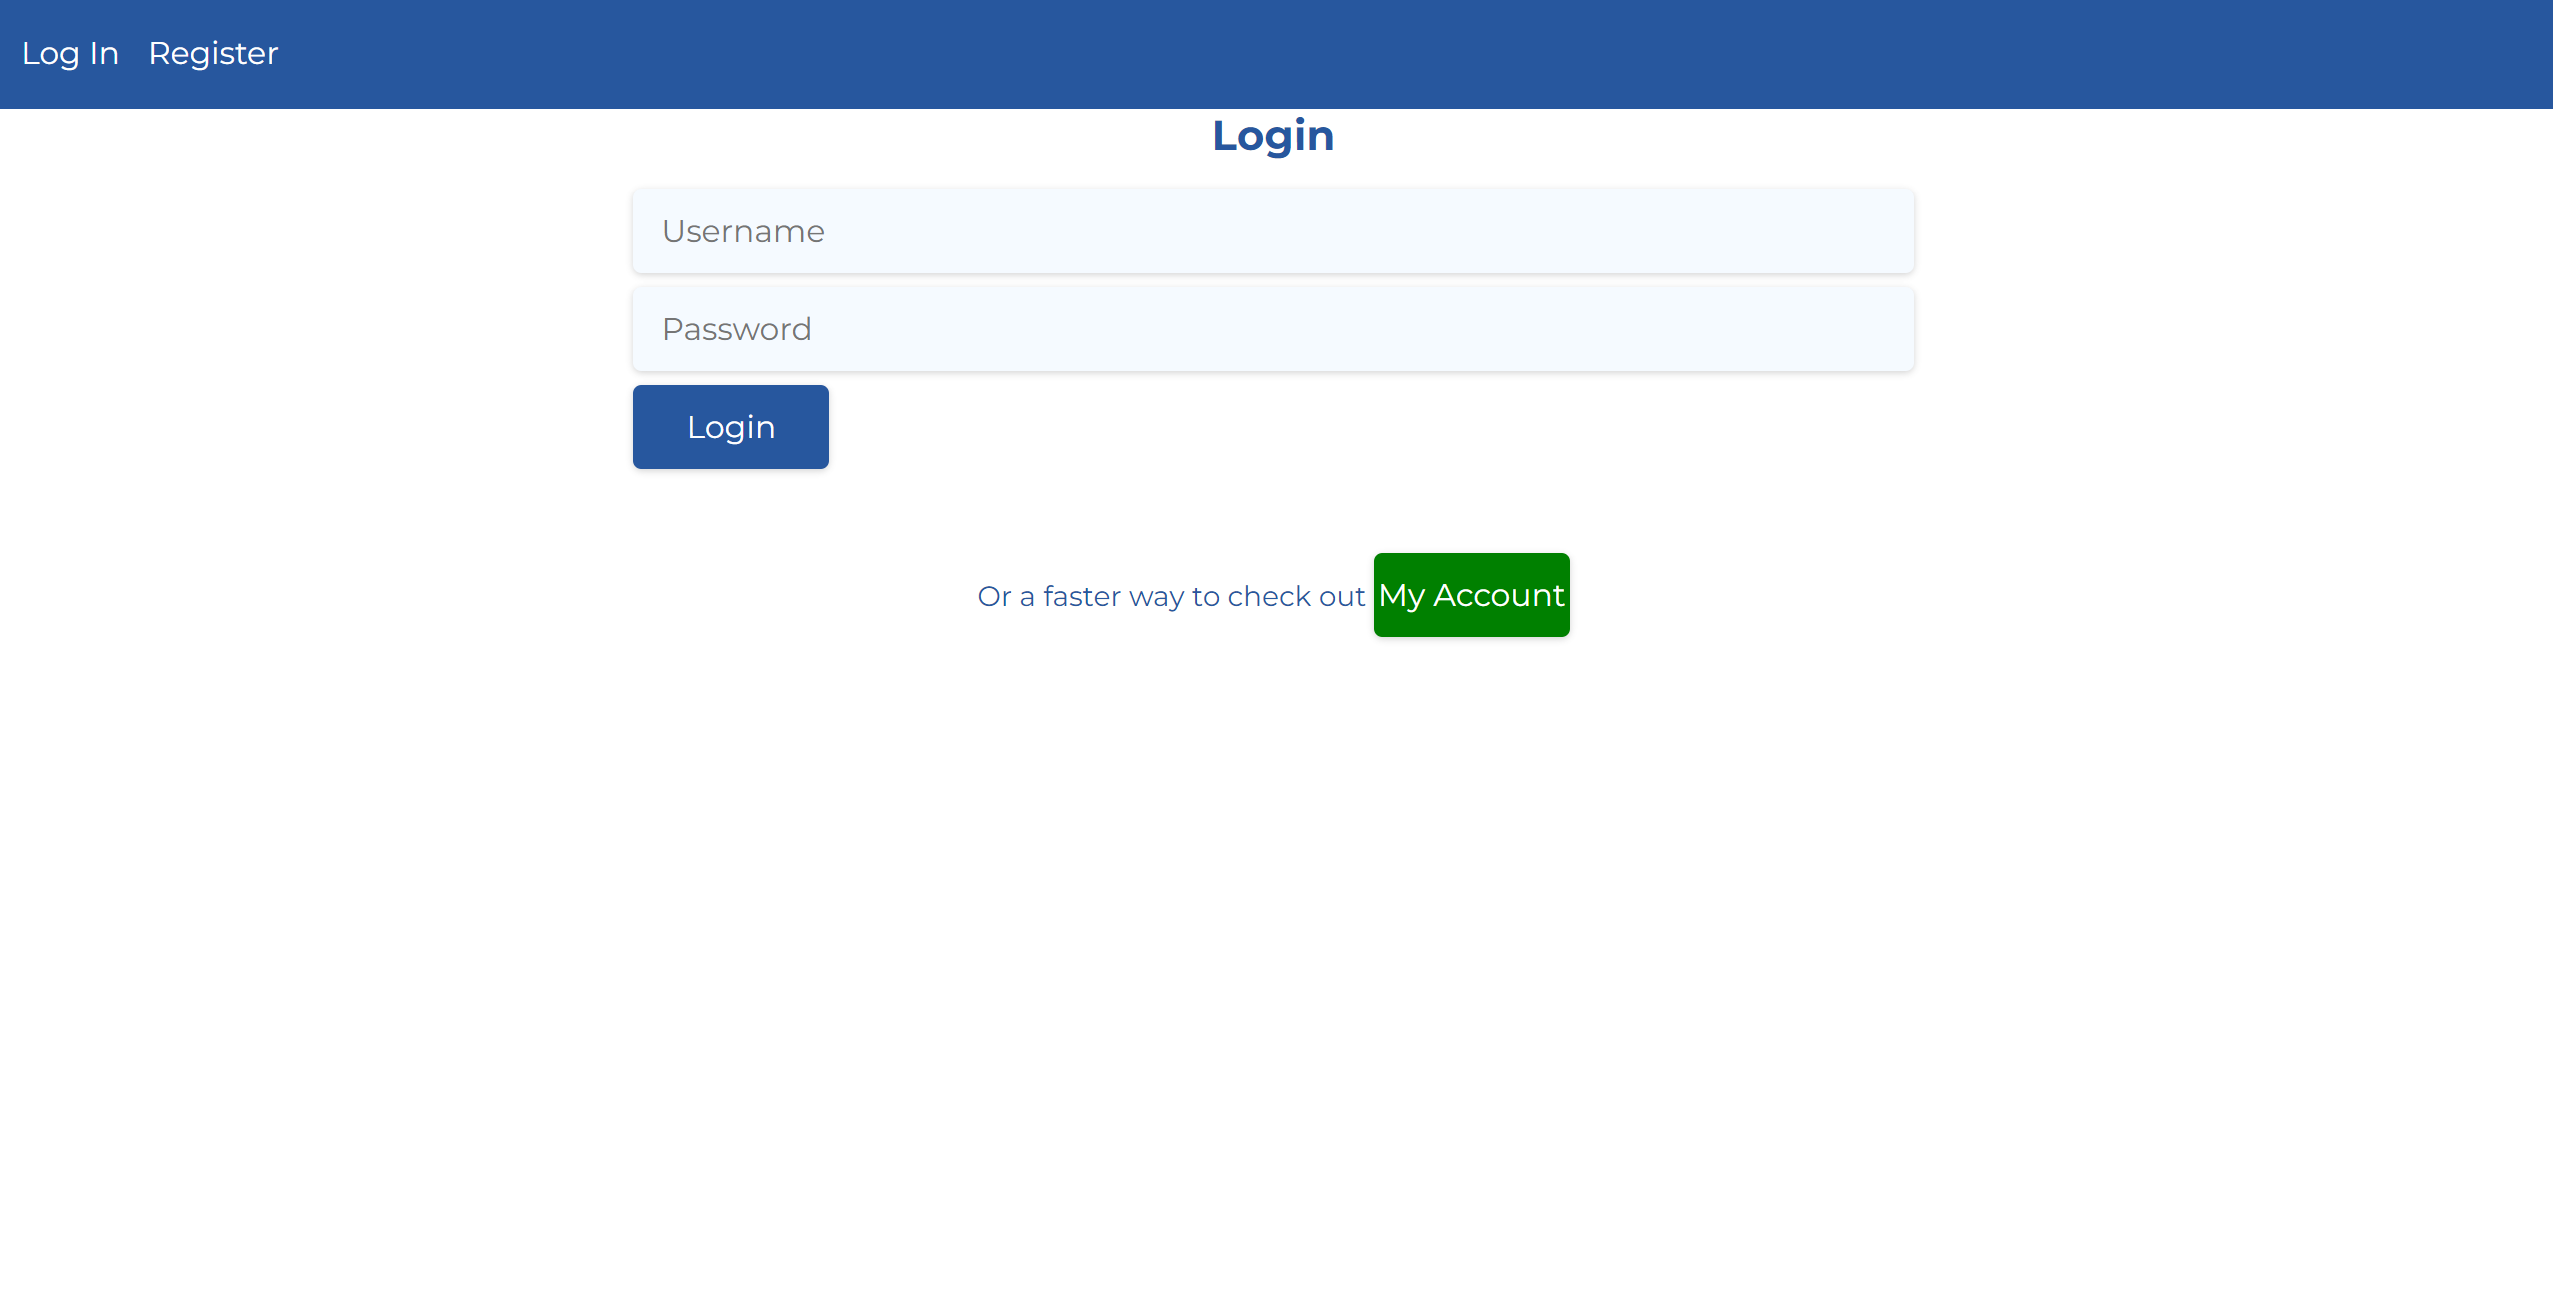 Log In Register
Login
Username
Password
Login
Or a faster way to check out My Account